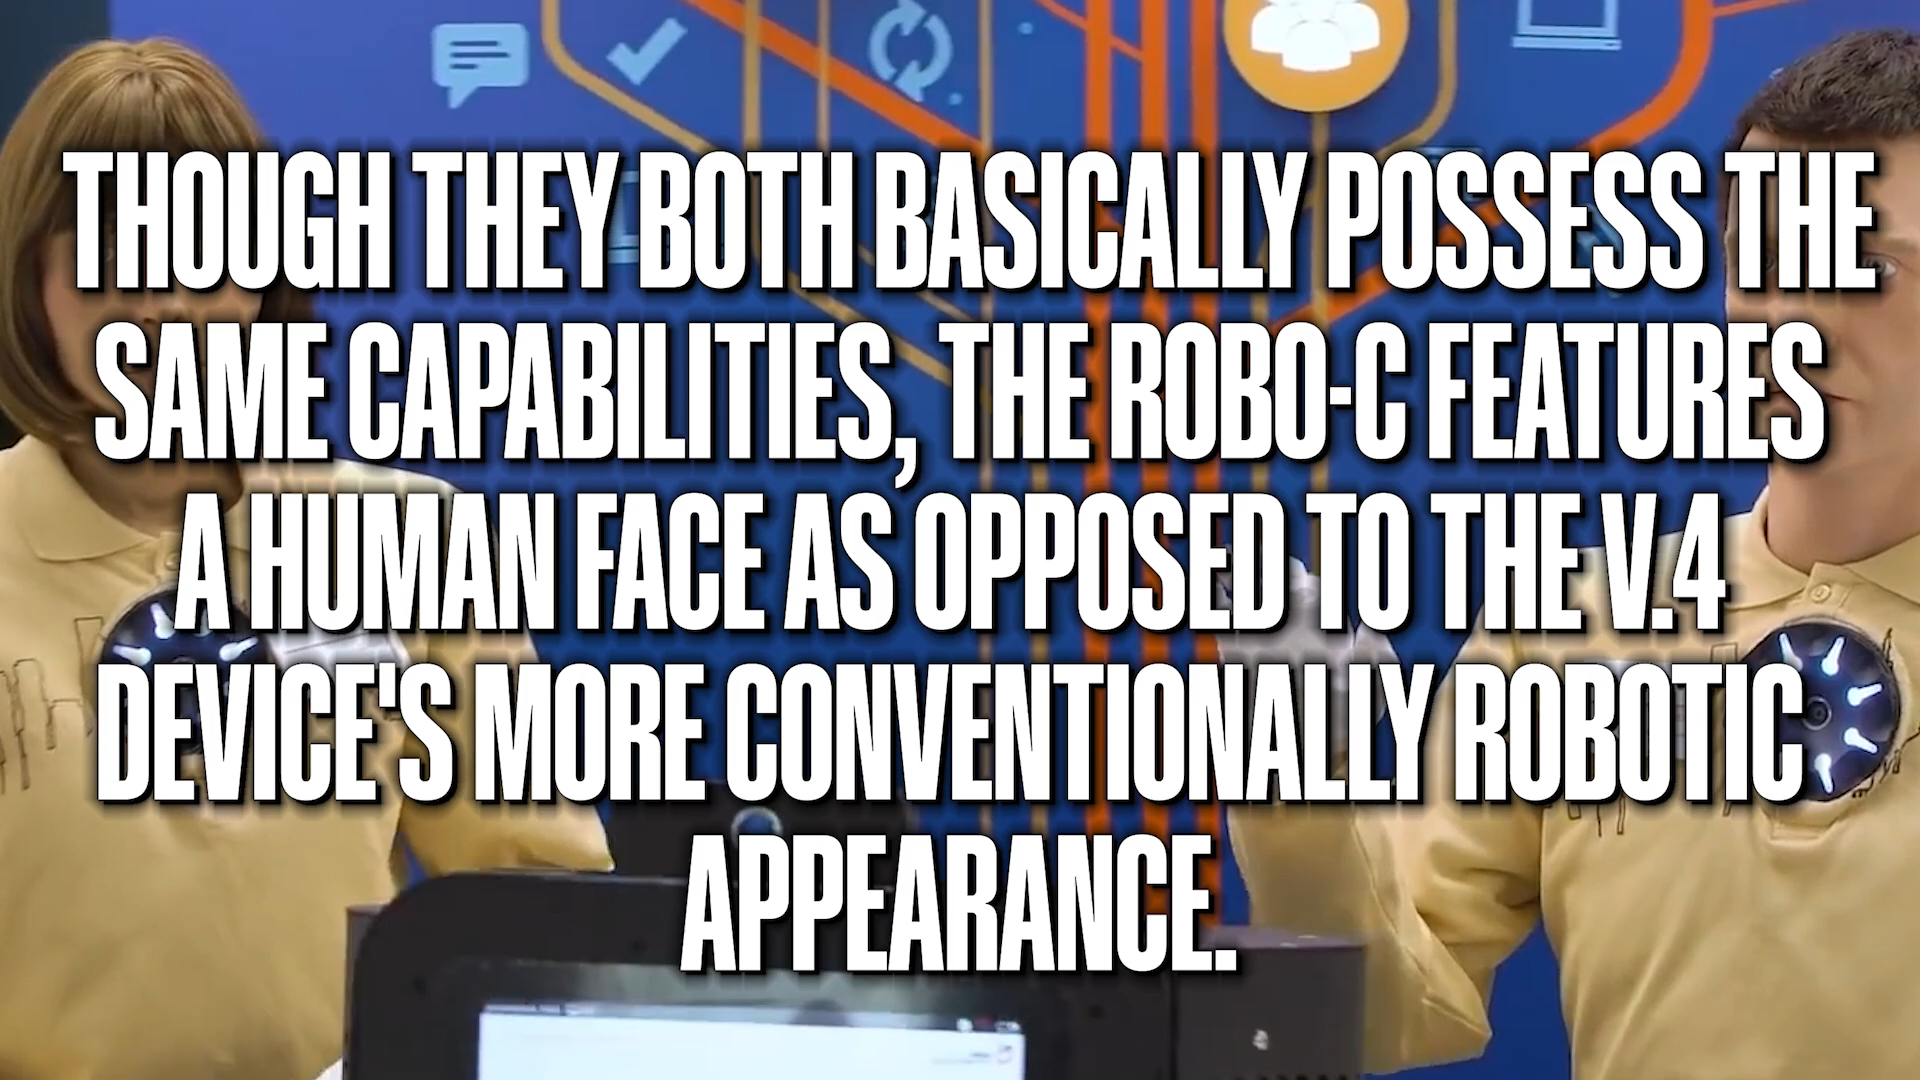 THOUGH THEY BOTH BASICALLY POSSESS THE
SAME CAPABILITIES, THE ROBO-C FEATURES
A HUMAN FACE AS OPPOSED TO THE V.4
DEVICE'S MORE CONVENTIONALLY ROBOTIC
APPEARANCE.